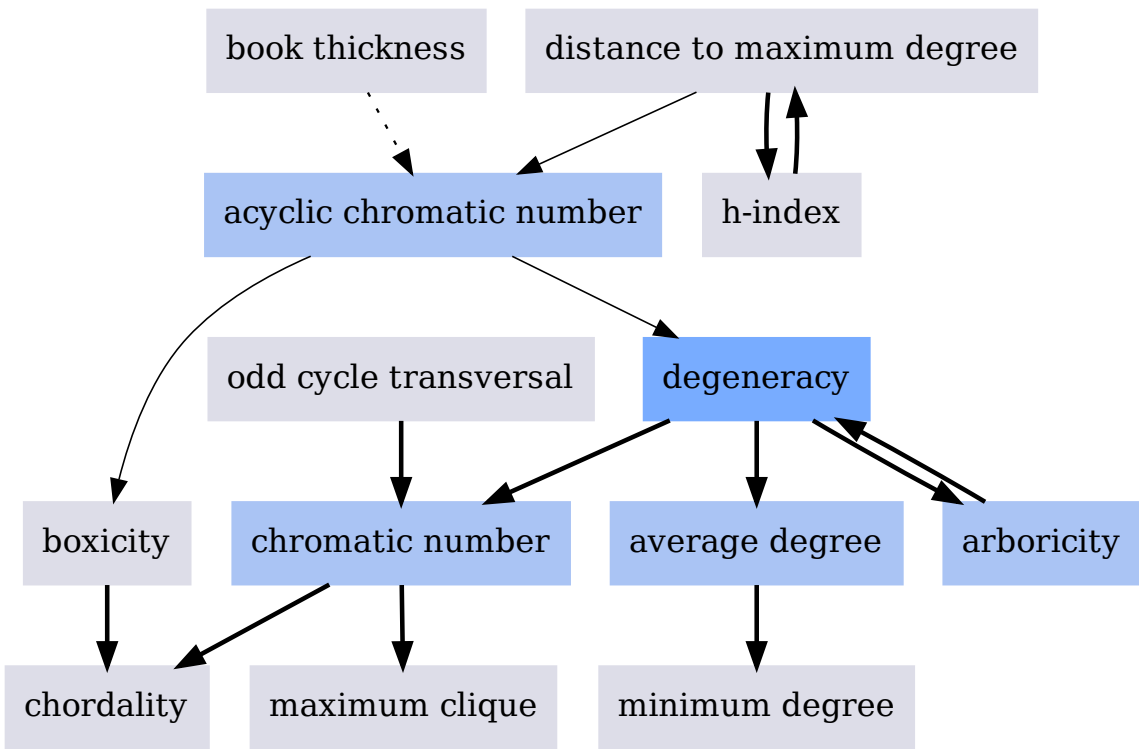 book thickness
distance to maximum degree
acyclic chromatic number
h-index
odd cycle transversal
degeneracy
boxicity
chromatic number
average degree
arboricity
chordality
maximum clique
minimum degree